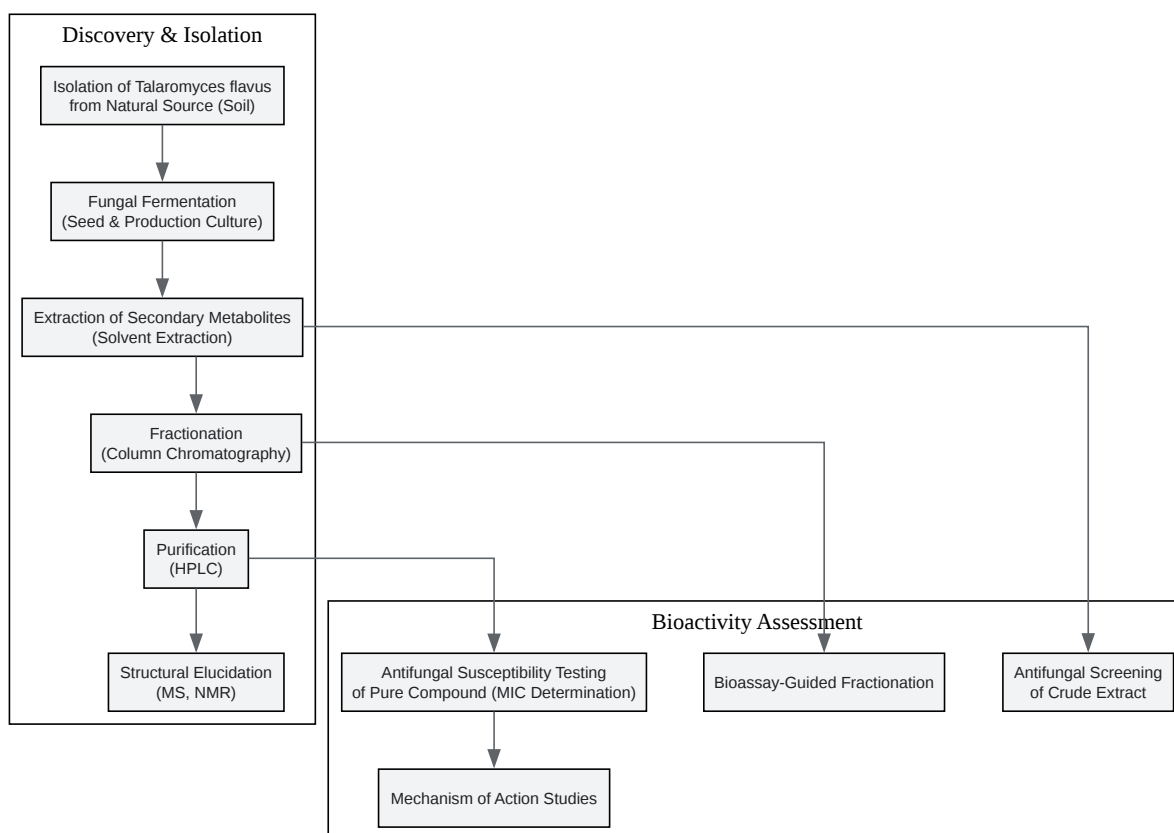 Discovery & Isolation
Isolation of Talaromyces flavus
from Natural Source (Soil)
Fungal Fermentation
(Seed & Production Culture)
Extraction of Secondary Metabolites
(Solvent Extraction)
Fractionation
(Column Chromatography)
Purification
(HPLC)
Structural Elucidation
(MS, NMR)
Bioactivity Assessment
Antifungal Susceptibility Testing
of Pure Compound (MIC Determination)
Bioassay-Guided Fractionation
Antifungal Screening
of Crude Extract
Mechanism of Action Studies